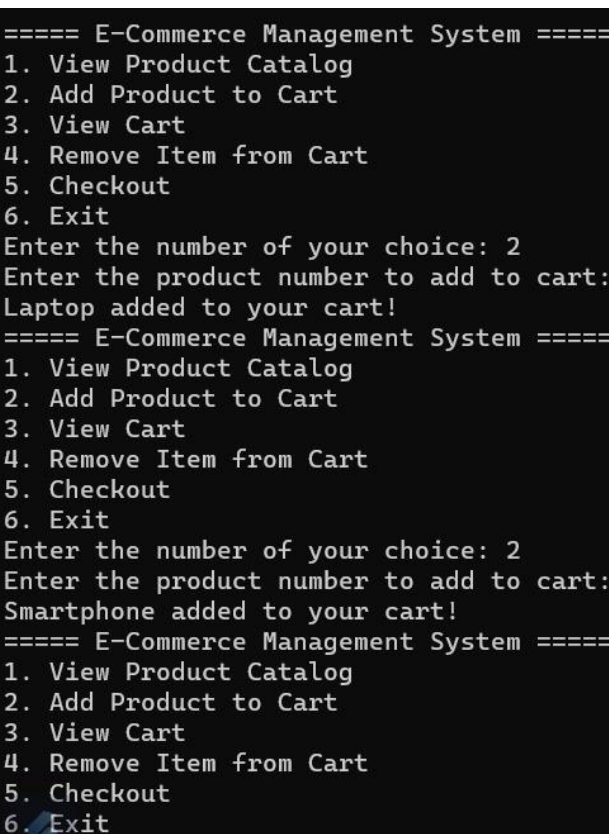 ===== E-Commerce Management System =====
1. View Product Catalog
2. Add Product to Cart
3. View Cart
4. Remove Item from Cart
5. Checkout
6. Exit
Enter the number of your choice: 2
Enter the product number to add to cart:
Laptop added to your cart!
===== E-Commerce Management System =====
1. View Product Catalog
2. Add Product to Cart
3. View Cart
4. Remove Item from Cart
5. Checkout
6. Exit
Enter the number of your choice: 2
Enter the product number to add to cart:
Smartphone added to your cart!
===== E-Commerce Management System =====
1. View Product Catalog
2. Add Product to Cart
3. View Cart
4. Remove Item from Cart
5. Checkout
6. Exit